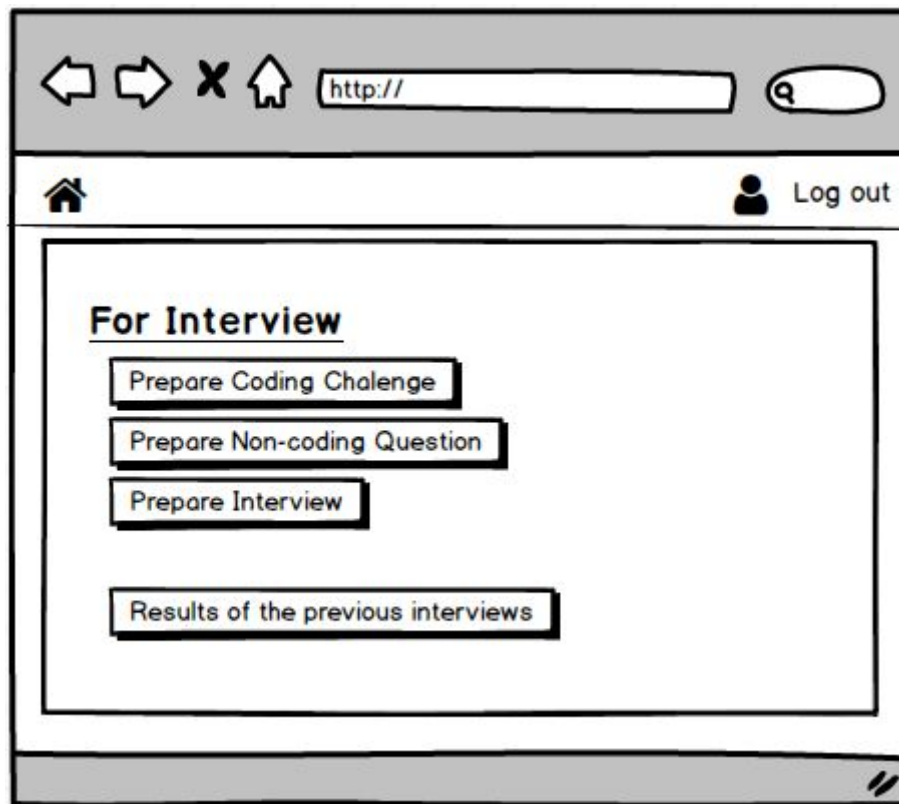 http://
Log out
For Interview
Prepare Coding Chalenge
Prepare Non-coding Question
Prepare Interview
Results of the previous interviews